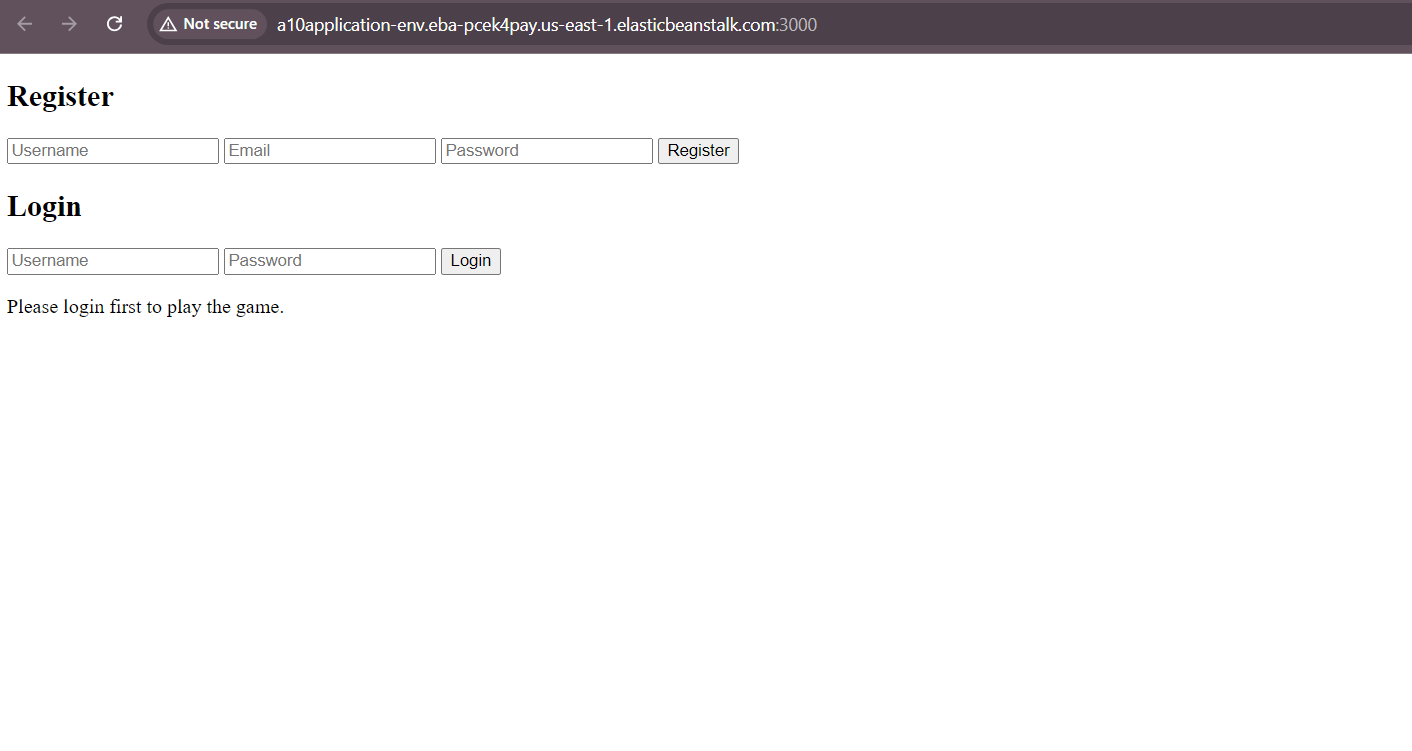 Not secure a10application-env.eba-pcek4pay.us-east-1.elasticbeanstalk.com:3000
Register
Username Email Password Register
Login
Username Password Login
Please login first to play the game.